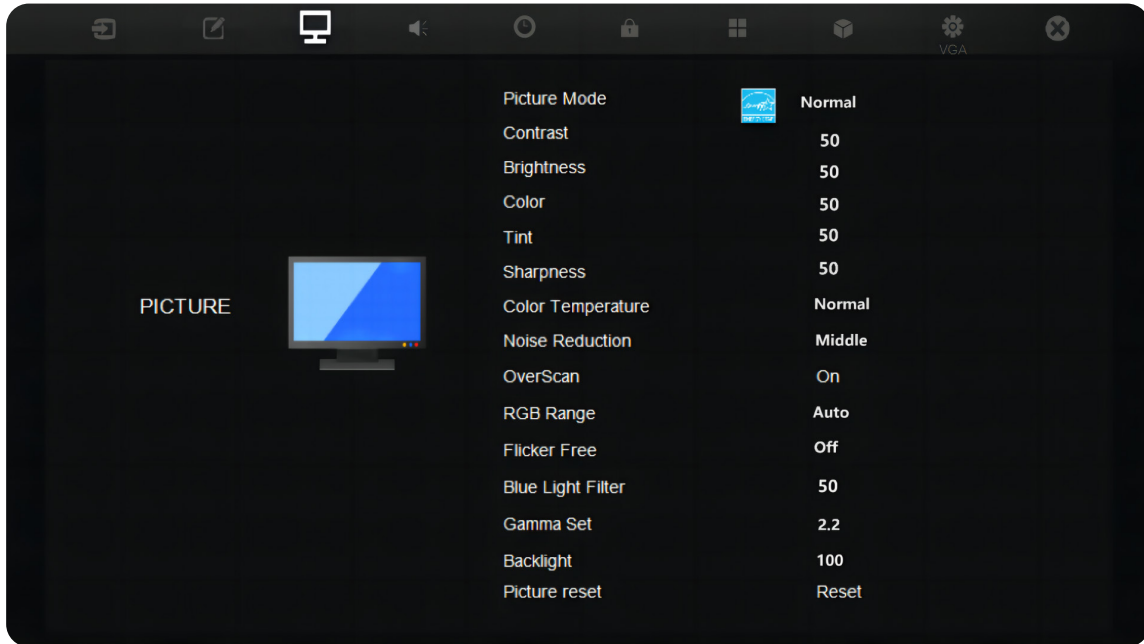 VGA
Picture Mode Normal
Contrast 50
Brightness 50
Color 50
Tint 50
Sharpness 50
PICTURE
Color Temperature Normal
Noise Reduction Middle
OverScan On
RGB Range Auto
Flicker Free Off
Blue Light Filter 50
Gamma Set 2.2
Backlight 100
Picture reset Reset